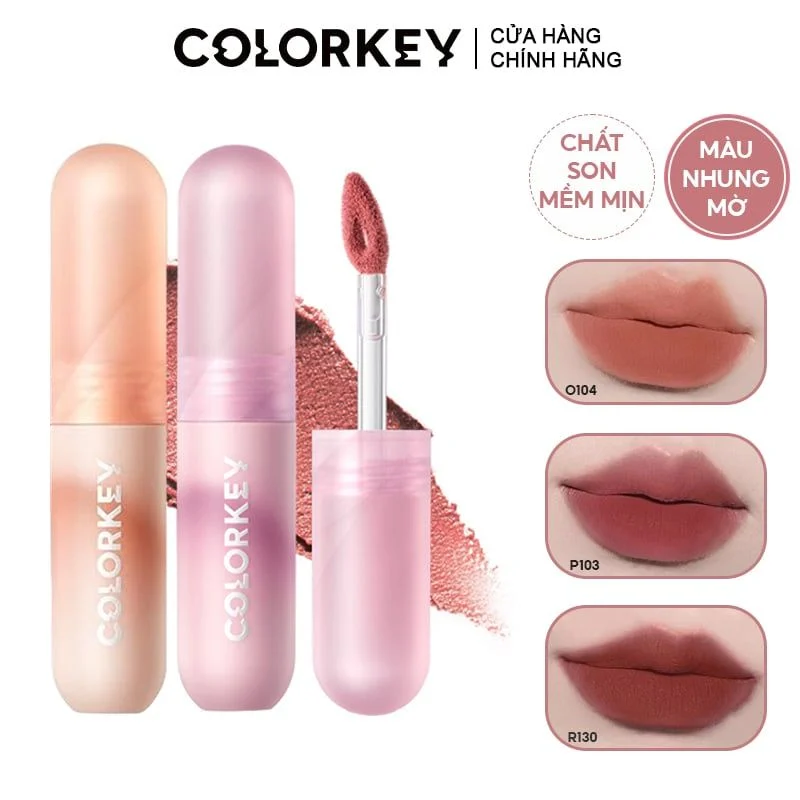 COLORKEY
CỬA HÀNG
CHÍNH HÃNG
CHẤT
SON
MỀM MỊN
MÀU
NHUNG
MỜ
COLORKEY
COLORKEY
O104
P103
R130